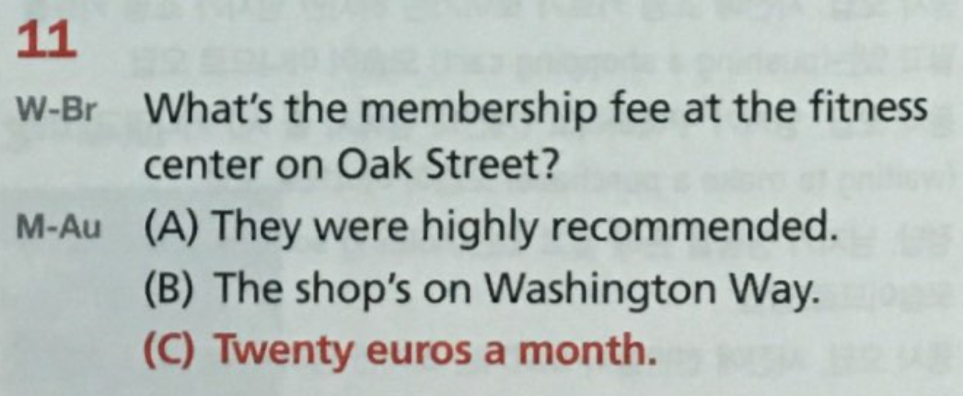 11
W-Br What's the membership fee at the fitness
center on Oak Street?
M-Au (A) They were highly recommended.
(B) The shop's on Washington Way.
(C) Twenty euros a month.